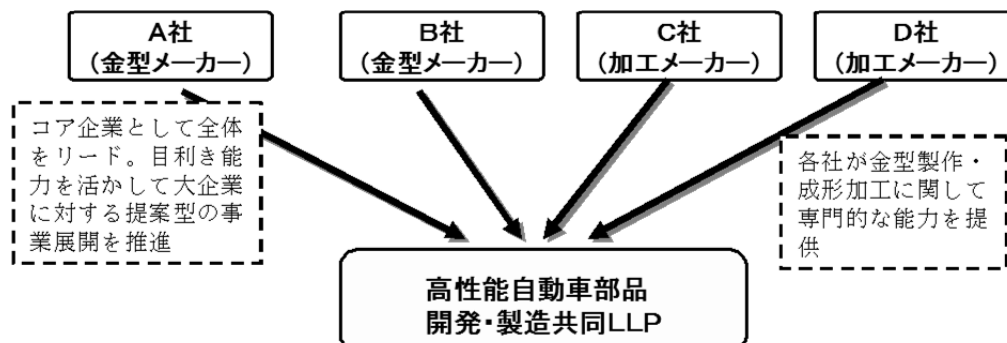 A社
(金型メーカー)
B社
(金型メーカー)
C社
(加工メーカー)
D社
(加工メーカー)
コア企業として全体
をリード。目利き能
力を活かして大企業
に対する提案型の事
業展開を推進
各社が金型製作・
成形加工に関して
専門的な能力を提
供
高性能自動車部品
開発・製造共同LLP